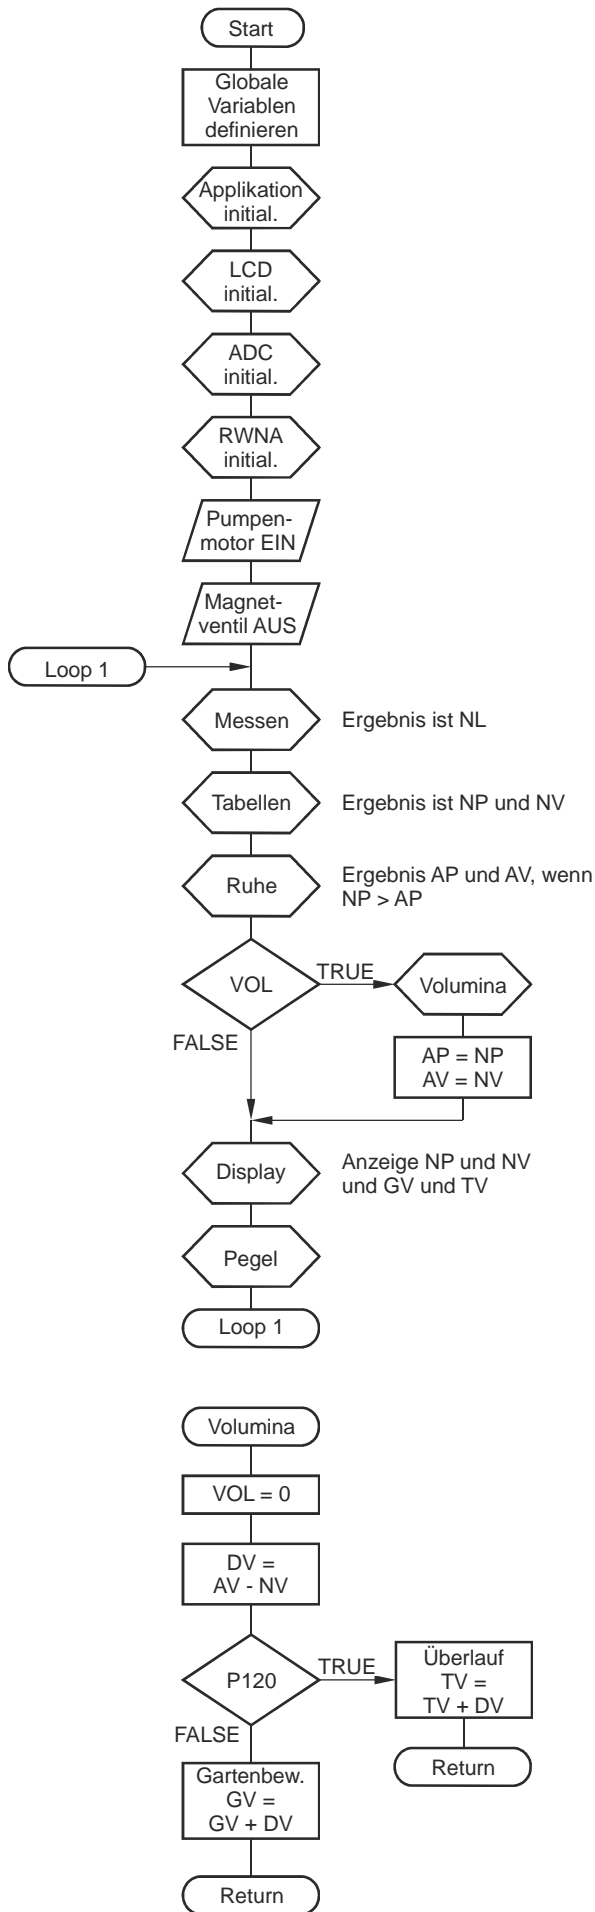 Start
Globale
Variablen
definieren
Applikation
initial.
LCD
initial.
ADC
initial.
RWNA
initial.
Pumpen-
motor EIN
Magnet-
ventil AUS
Loop 1
Messen
Ergebnis ist NL
Tabellen
Ergebnis ist NP und NV
Ruhe
Ergebnis AP und AV, wenn
NP > AP
VOL
TRUE
Volumina
FALSE
AP = NP
AV = NV
Display
Anzeige NP und NV
und GV und TV
Pegel
Loop 1
Volumina
VOL = 0
DV =
AV - NV
P120
TRUE
Überlauf
TV =
TV + DV
FALSE
Return
Gartenbew.
GV =
GV + DV
Return